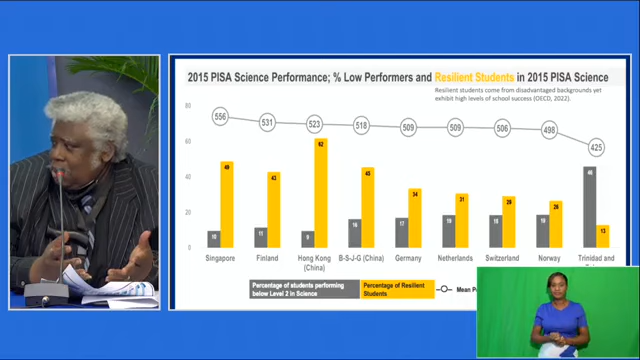 2015 PISA Science Performance; % Low Performers and Resilient Students in 2015 PISA Science
Resilient students come from disadvantaged backgrounds yet
exhibit high levels of school success (OECD, 2022).
556 531 523 518 509 509 506 498 425
80
60
40
20
0
10 49 11 43 9 62 16 45 17 34 19 31 18 29 19 26 46 13
Singapore Finland Hong Kong B-S-J-G (China) Germany Netherlands Switzerland Norway Trinidad and
(China)
Percentage of students performing Percentage of Resilient Mean
below Level 2 in Science Students